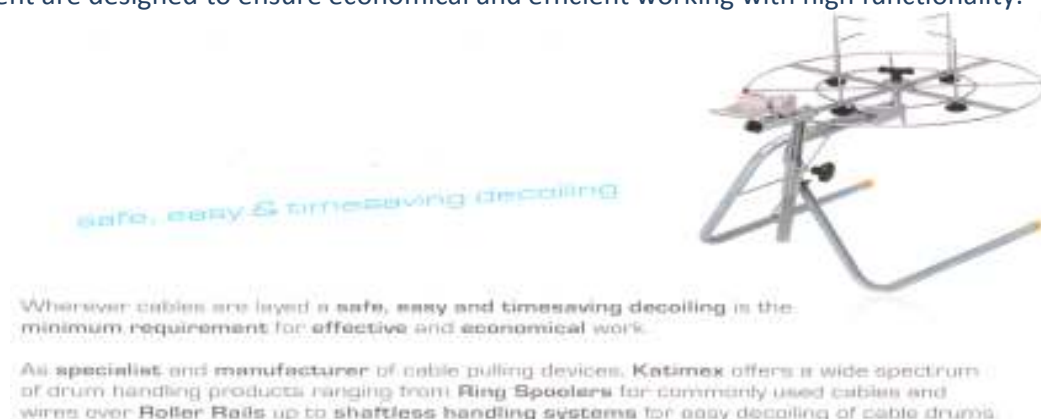 ent are designed to ensure economical and efficient working with high functionality.
safe, easy & timesaving decoiling
Wherever cables are layed a safe, easy and timesaving decoiling is the
minimum requirement for effective and economical work.
As specialist and manufacturer of cable pulling devices, Katimex offers a wide spectrum
of drum handling products ranging from Ring Spoolers for commonly used cables and
wires over Roller Rails up to shaftless handling systems for easy decoiling of cable drums